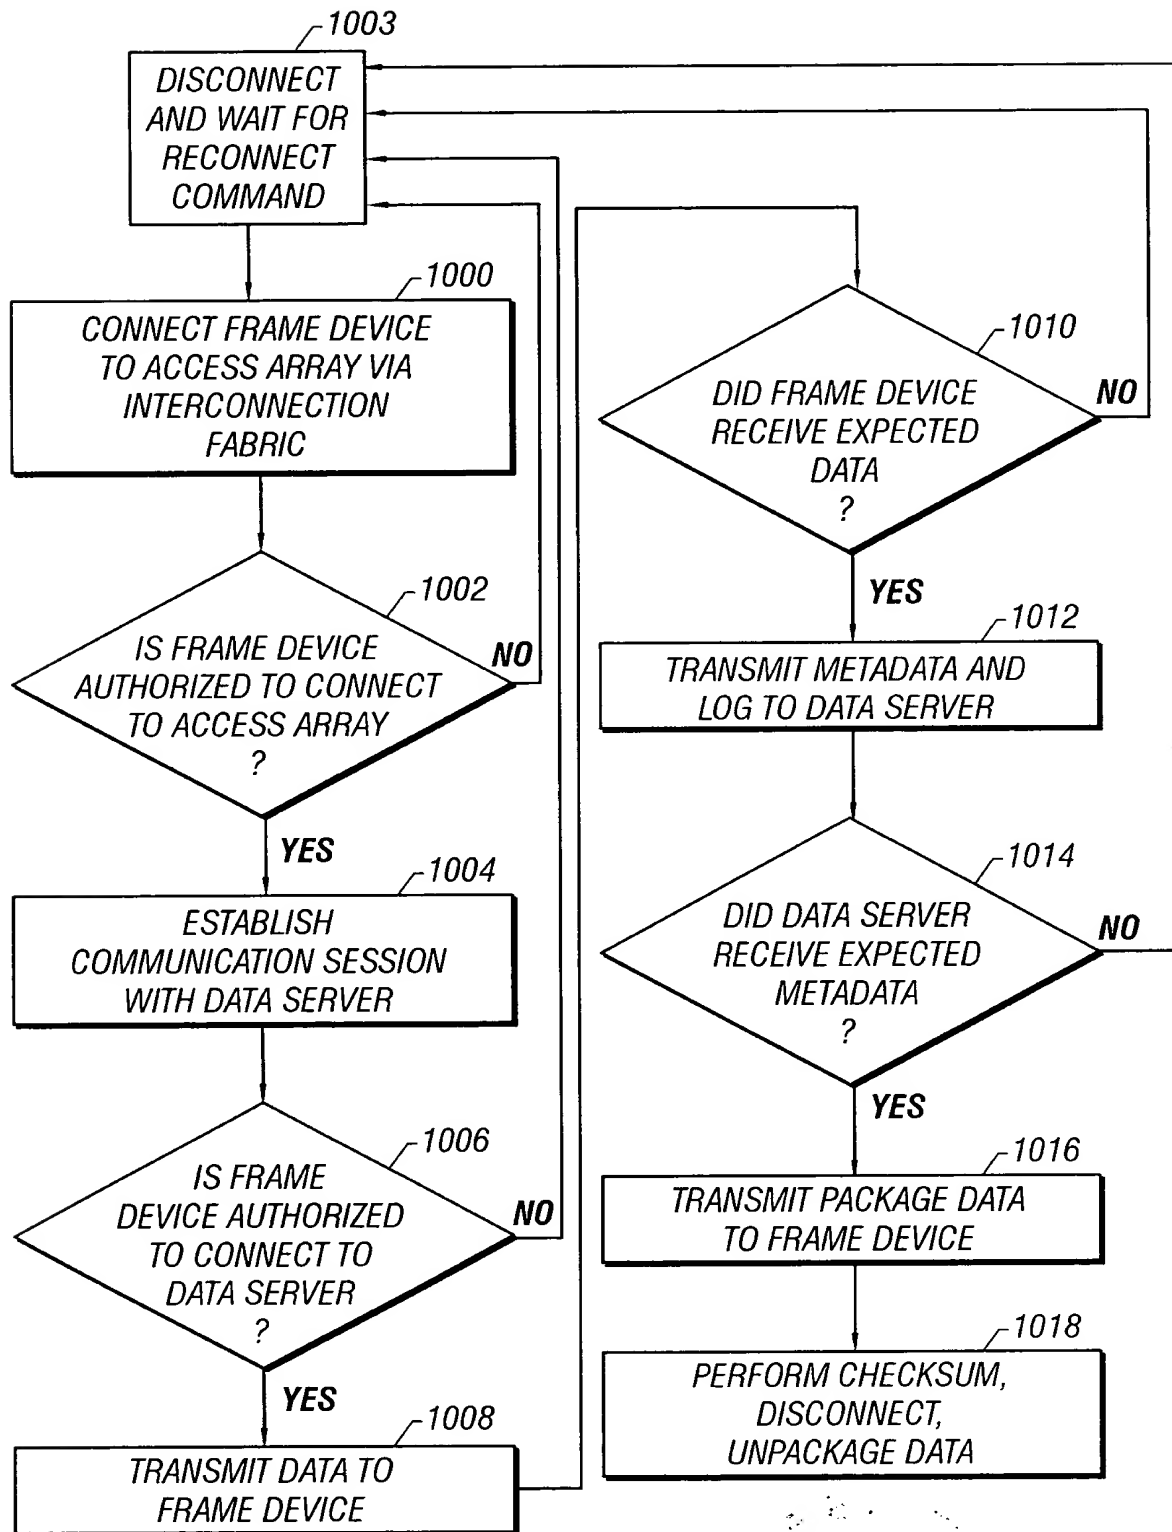 1003
DISCONNECT
AND WAIT FOR
RECONNECT
COMMAND
1000
CONNECT FRAME DEVICE
TO ACCESS ARRAY VIA
INTERCONNECTION
FABRIC
1002
IS FRAME DEVICE
AUTHORIZED TO CONNECT
TO ACCESS ARRAY
?
NO
YES
1004
ESTABLISH
COMMUNICATION SESSION
WITH DATA SERVER
1006
IS FRAME
DEVICE AUTHORIZED
TO CONNECT TO
DATA SERVER
?
NO
YES
1008
TRANSMIT DATA TO
FRAME DEVICE
1010
DID FRAME DEVICE
RECEIVE EXPECTED
DATA
?
NO
YES
1012
TRANSMIT METADATA AND
LOG TO DATA SERVER
1014
DID DATA SERVER
RECEIVE EXPECTED
METADATA
?
NO
YES
1016
TRANSMIT PACKAGE DATA
TO FRAME DEVICE
1018
PERFORM CHECKSUM,
DISCONNECT,
UNPACKAGE DATA